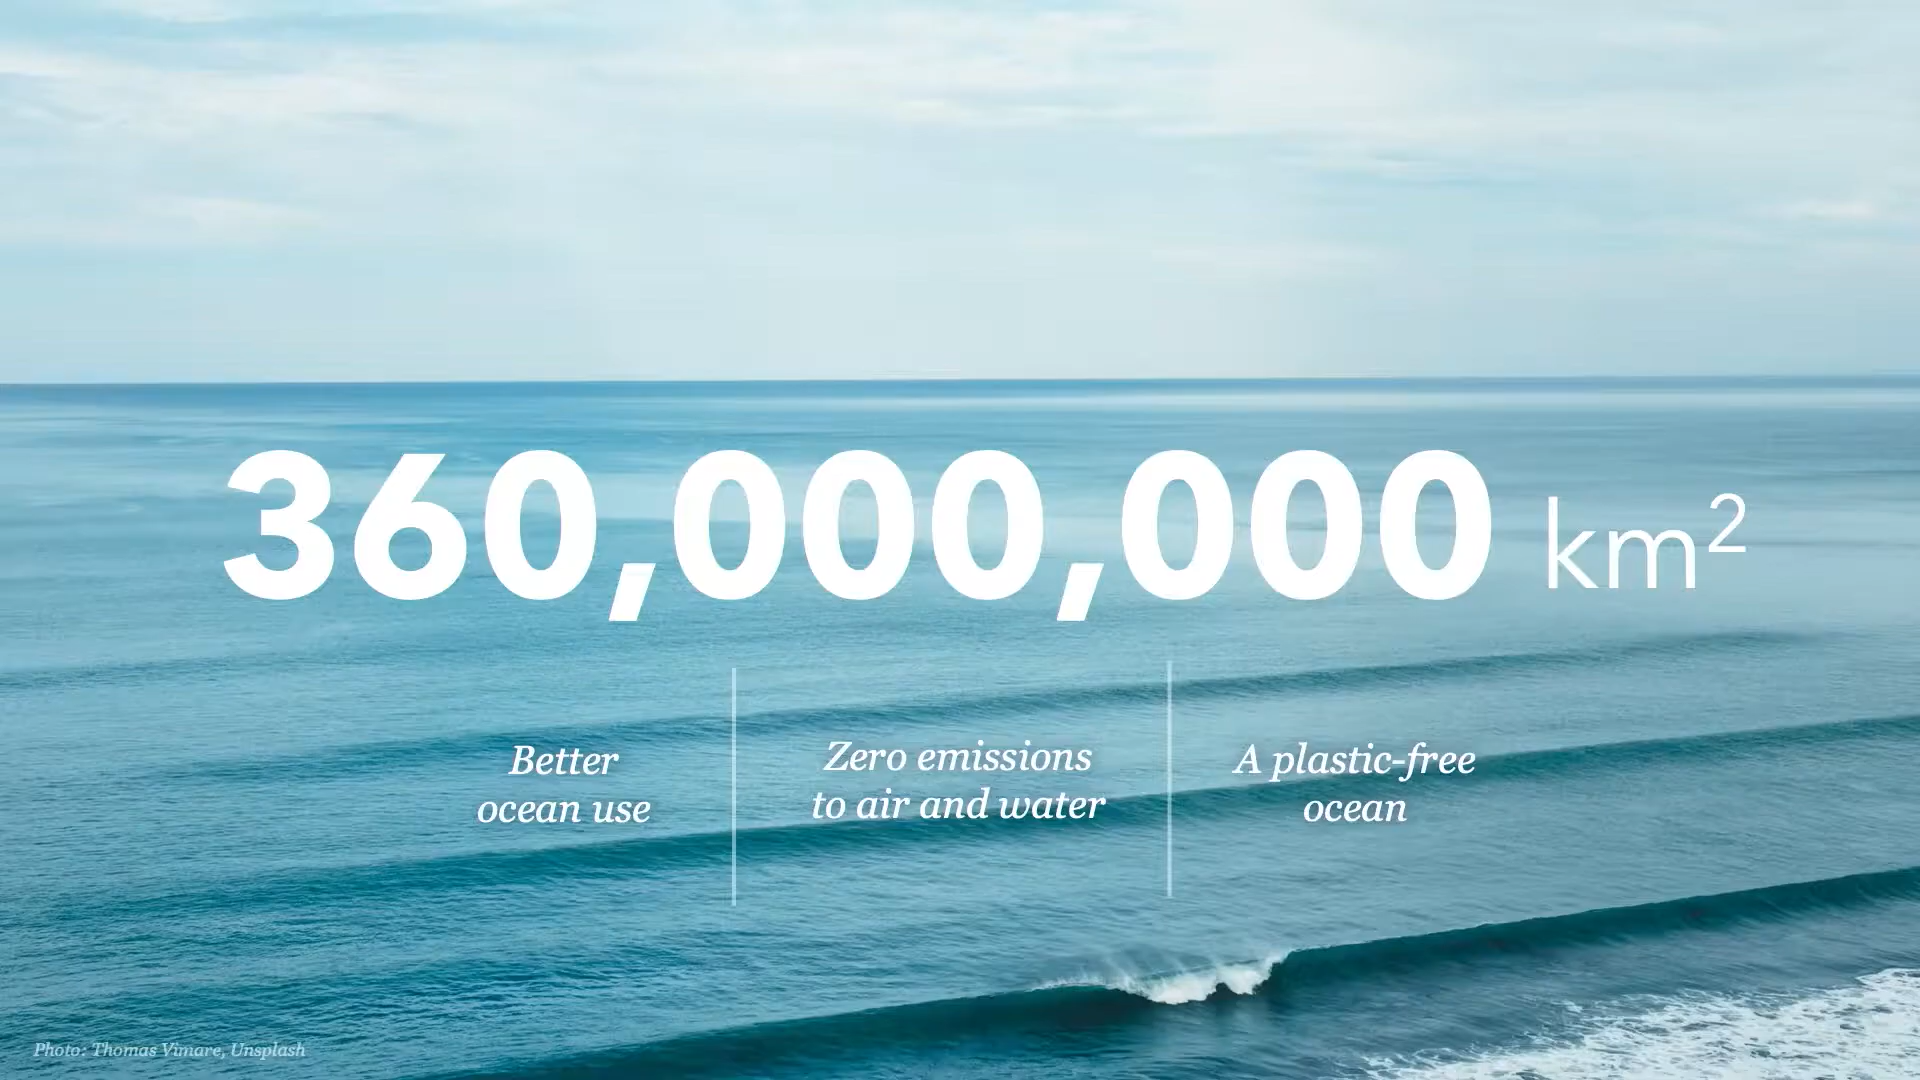 360,000,000 km²
Better
ocean use
Zero emissions
to air and water
A plastic-free
ocean
Photo: Thomas Vimare, Unsplash